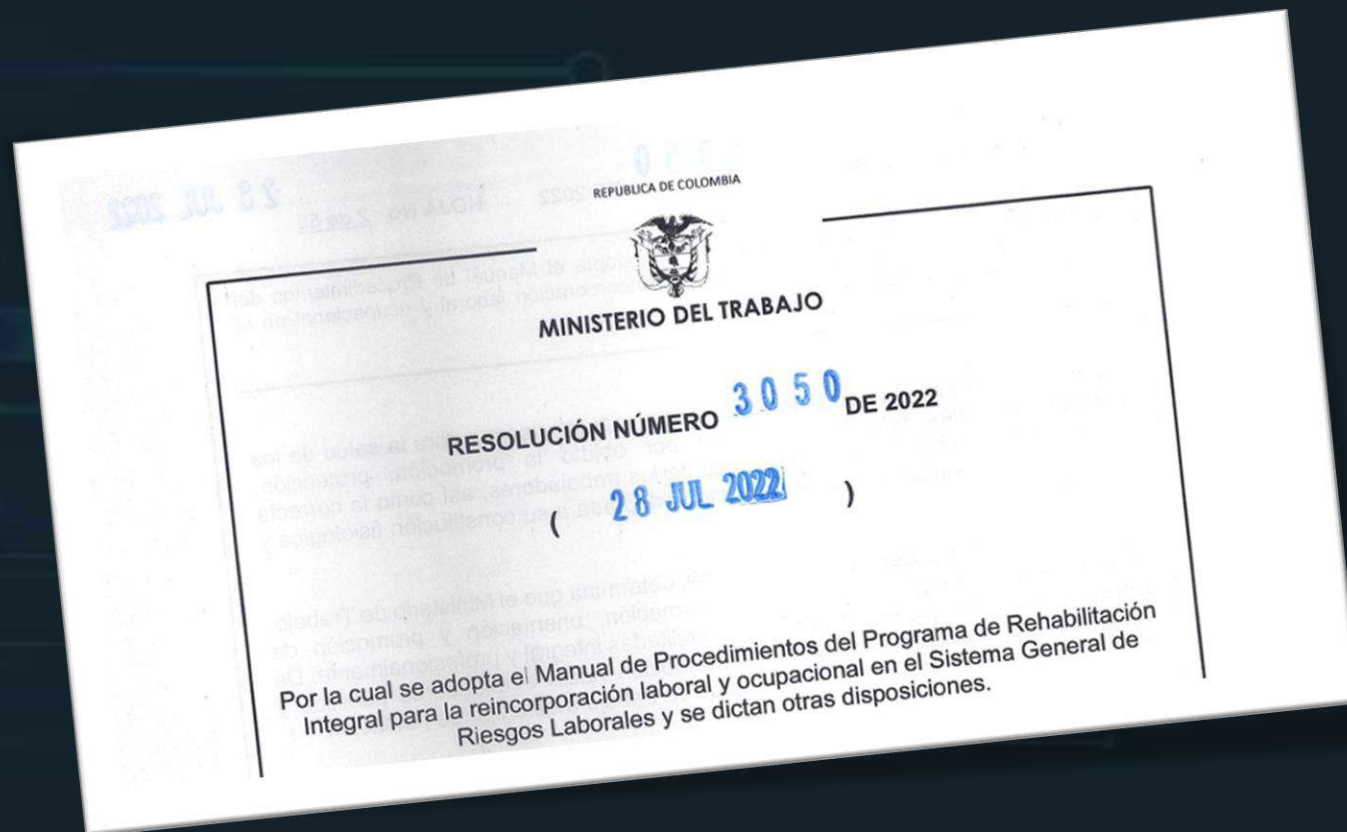 REPÚBLICA DE COLOMBIA
MINISTERIO DEL TRABAJO
RESOLUCIÓN NÚMERO 3050 DE 2022
( 28 JUL 2022 )
Por la cual se adopta el Manual de Procedimientos del Programa de Rehabilitación
Integral para la reincorporación laboral y ocupacional en el Sistema General de
Riesgos Laborales y se dictan otras disposiciones.